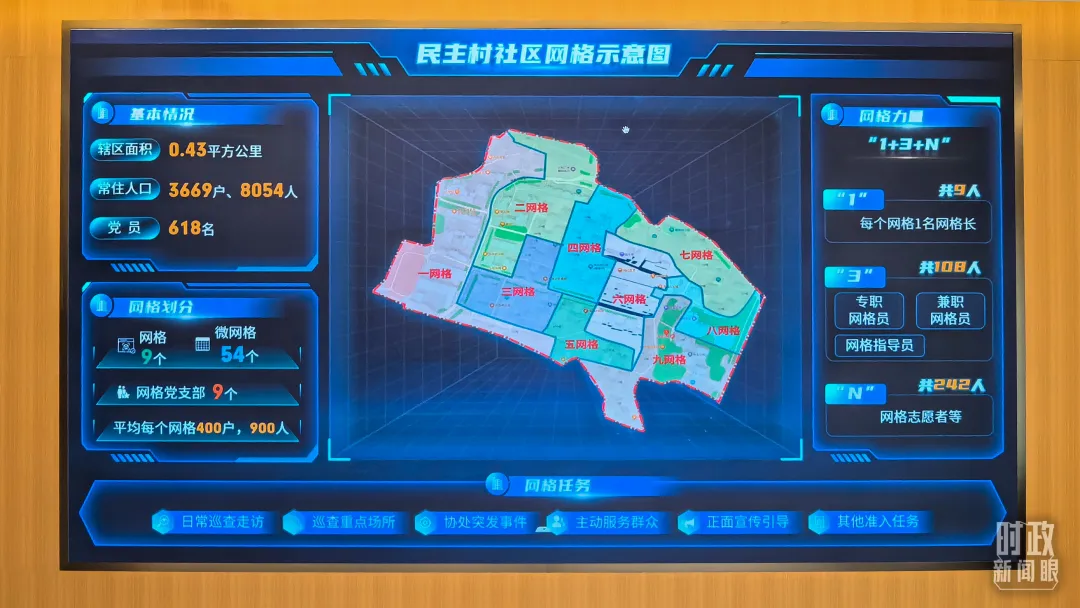 民主村社区网格示意图
基本情况
辖区面积 0.43平方公里
常住人口 3669户、8054人
党 员 618名
网格划分
网格 9个
微网格 54个
网格党支部 9个
平均每个网格400户，900人
一网格
二网格
三网格
四网格
五网格
六网格
七网格
八网格
九网格
网格力量
“1+3+N”
“1” 共9人
每个网格1名网格长
“3” 共108人
专职网格员
兼职网格员
网格指导员
“N” 共242人
网格志愿者等
网格任务
日常巡查走访
巡查重点场所
协处突发事件
主动服务群众
正面宣传引导
其他准入任务
时政
新闻眼